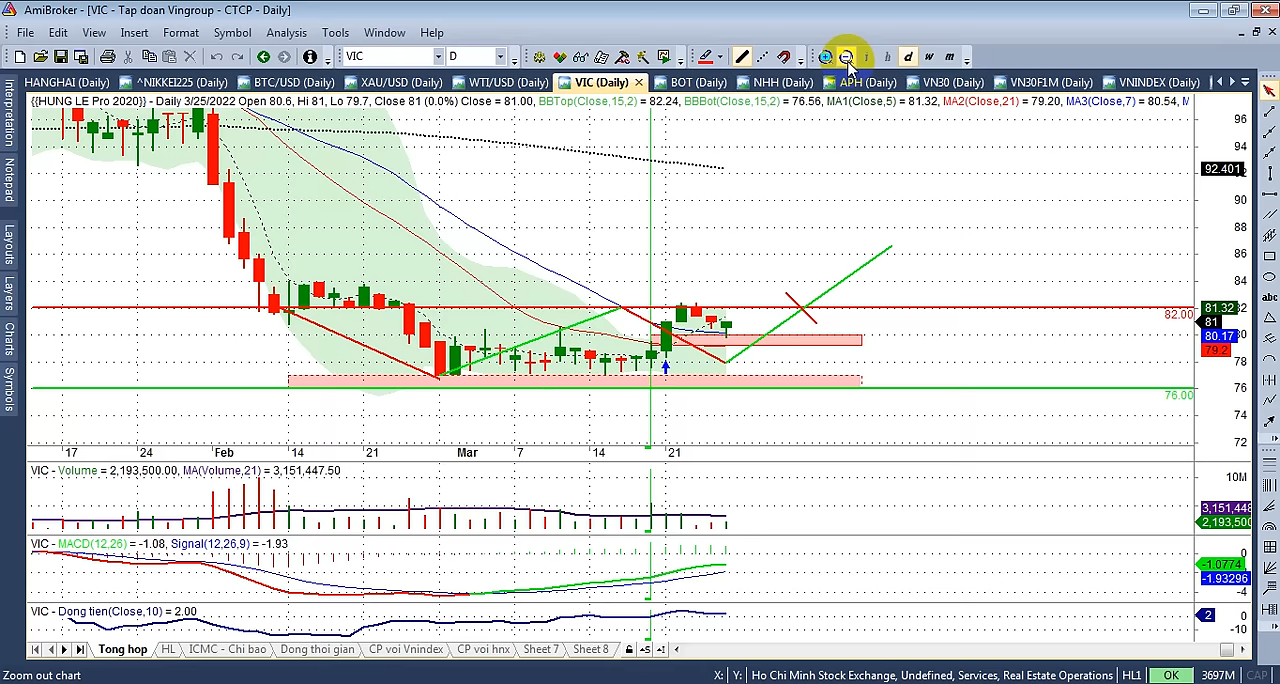 AmiBroker - [VIC - Tap doan Vingroup - CTCP - Daily]
File Edit View Insert Format Symbol Analysis Tools Window Help
VIC D i h d w m
HANGHAI (Daily) ^NIKKEI225 (Daily) BTC/USD (Daily) XAU/USD (Daily) WTI/USD (Daily) VIC (Daily) BOT (Daily) NHH (Daily) APH (Daily) VN30 (Daily) VN30F1M (Daily) VNINDEX (Daily)
{{HUNG LE Pro 2020}} - Daily 3/25/2022 Open 80.6, Hi 81, Lo 79.7, Close 81 (0.0%) Close = 81.00, BBTop(Close,15,2) = 82.24, BBBot(Close,15,2) = 76.56, MA1(Close,5) = 81.32, MA2(Close,21) = 79.20, MA3(Close,7) = 80.54, M
Interpretation
Notepad
Layouts
Layers
Charts
Symbols
abc
96
94
92.401
90
88
86
84
81.32
82.00
81
80.17
79.2
78
76
76.00
74
72
17 24 Feb 14 21 Mar 7 14 21
VIC - Volume = 2,193,500.00, MA(Volume,21) = 3,151,447.50
10M
3,151,448
2,193,500
VIC - MACD(12,26) = -1.08, Signal(12,26,9) = -1.93
0
-1.0774
-1.93296
-4
VIC - Dong tien(Close,10) = 2.00
2
0
-10
Tong hop HL ICMC - Chi bao Dong thoi gian CP voi Vnindex CP voi hnx Sheet 7 Sheet 8
Zoom out chart X: Y: Ho Chi Minh Stock Exchange, Undefined, Services, Real Estate Operations HL1 OK 3697M CAP